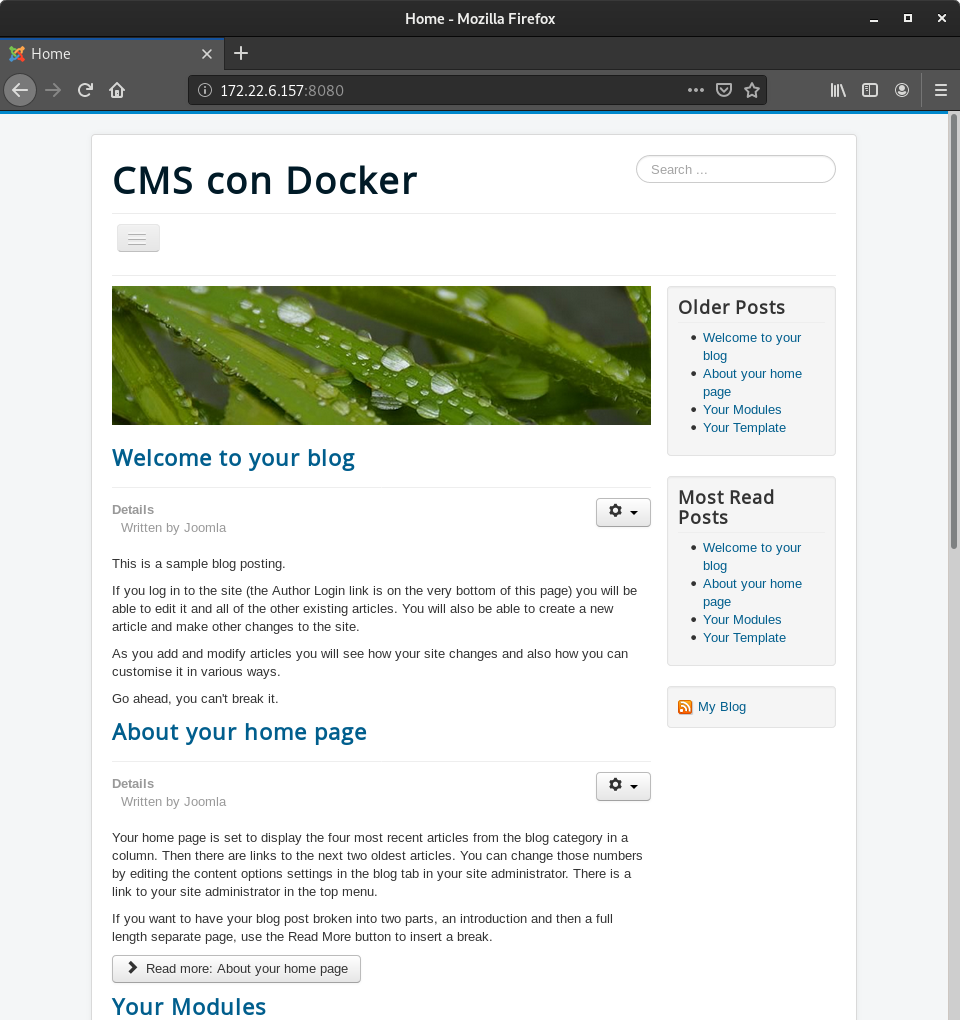 Home - Mozilla Firefox
Home
172.22.6.157:8080
CMS con Docker
Search ...
Welcome to your blog
Details
Written by Joomla
This is a sample blog posting.
If you log in to the site (the Author Login link is on the very bottom of this page) you will be
able to edit it and all of the other existing articles. You will also be able to create a new
article and make other changes to the site.
As you add and modify articles you will see how your site changes and also how you can
customise it in various ways.
Go ahead, you can't break it.
About your home page
Details
Written by Joomla
Your home page is set to display the four most recent articles from the blog category in a
column. Then there are links to the next two oldest articles. You can change those numbers
by editing the content options settings in the blog tab in your site administrator. There is a
link to your site administrator in the top menu.
If you want to have your blog post broken into two parts, an introduction and then a full
length separate page, use the Read More button to insert a break.
Read more: About your home page
Your Modules
Older Posts
Welcome to your
blog
About your home
page
Your Modules
Your Template
Most Read
Posts
Welcome to your
blog
About your home
page
Your Modules
Your Template
My Blog